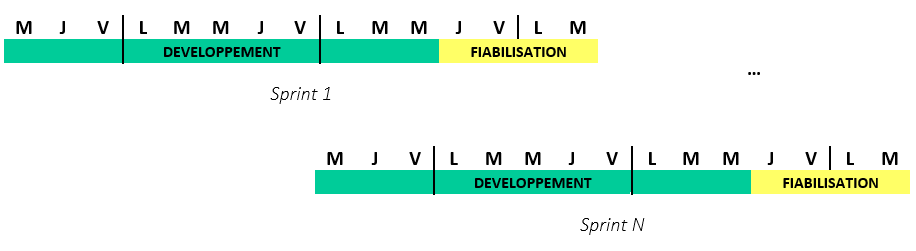 M J V L M M J V L M M J V L M
DEVELOPPEMENT FIABILISATION
Sprint 1
...
M J V L M M J V L M M J V L M
DEVELOPPEMENT FIABILISATION
Sprint N